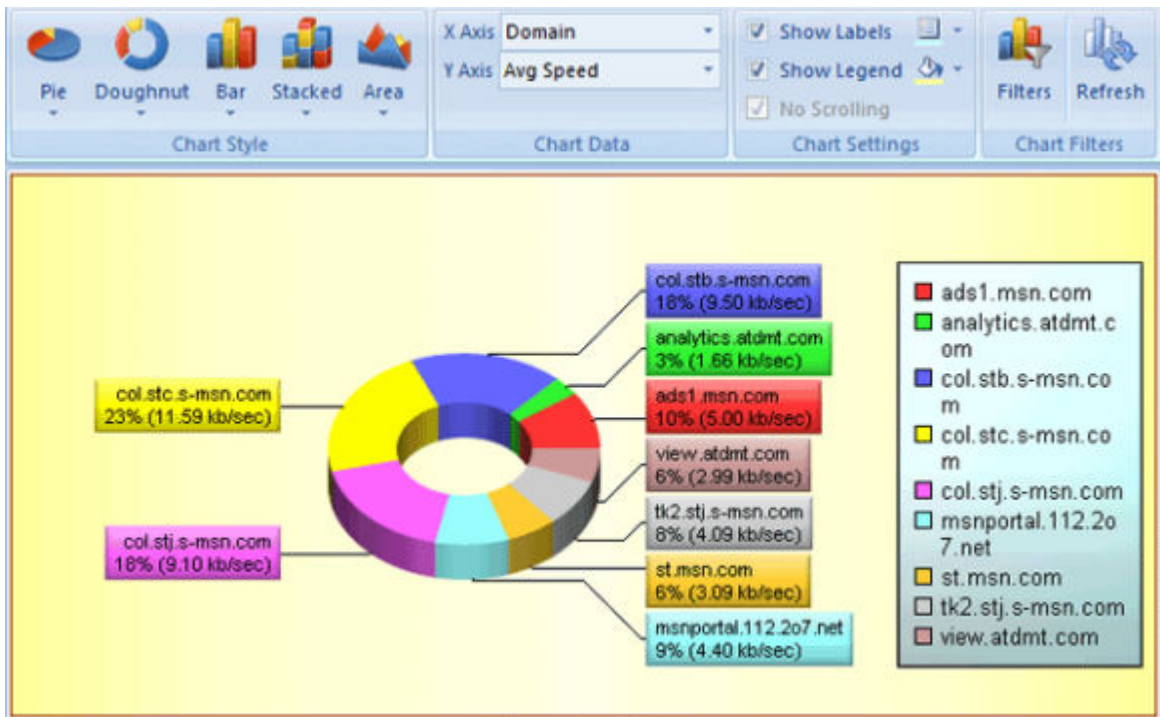 Pie
Doughnut
Bar
Stacked
Area
Chart Style
X Axis Domain
Y Axis Avg Speed
Chart Data
Show Labels
Show Legend
No Scrolling
Chart Settings
Filters
Refresh
Chart Filters
col.stb.s-msn.com
18% (9.50 kb/sec)
analytics.atdmt.com
3% (1.66 kb/sec)
col.stc.s-msn.com
23% (11.59 kb/sec)
ads1.msn.com
10% (5.00 kb/sec)
view.atdmt.com
6% (2.99 kb/sec)
tk2.stj.s-msn.com
8% (4.09 kb/sec)
col.stj.s-msn.com
18% (9.10 kb/sec)
st.msn.com
6% (3.09 kb/sec)
msnportal.112.2o7.net
9% (4.40 kb/sec)
ads1.msn.com
analytics.atdmt.c
om
col.stb.s-msn.co
m
col.stc.s-msn.co
m
col.stj.s-msn.com
msnportal.112.2o
7.net
st.msn.com
tk2.stj.s-msn.com
view.atdmt.com